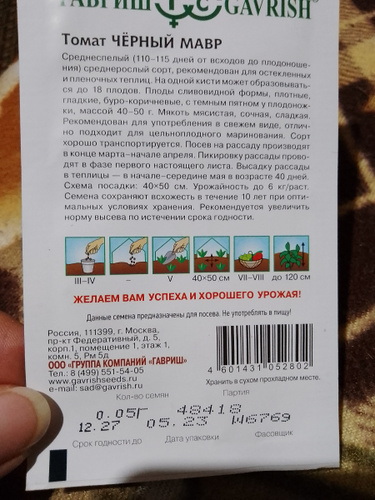 ГАВРИШ GAVRISH®
Томат ЧЁРНЫЙ МАВР
Среднеспелый (110–115 дней от всходов до плодоноше-
ния) среднерослый сорт, рекомендован для остекленных
и пленочных теплиц. На одной кисти может образовывать-
ся до 18 плодов. Плоды сливовидной формы, плотные,
гладкие, буро-коричневые, с темным пятном у плодонож-
ки, массой 40–50 г. Мякоть мясистая, сочная, сладкая.
Рекомендован для употребления в свежем виде, отлич-
но подходит для цельноплодного маринования. Сорт
хорошо транспортируется. Посев на рассаду производят
в конце марта–начале апреля. Пикировку рассады прово-
дят в фазе первого настоящего листа. Высадку рассады
в теплицы — в начале–середине мая в возрасте 40 дней.
Схема посадки: 40×50 см. Урожайность до 6 кг/раст.
Семена сохраняют всхожесть в течение 10 лет при опти-
мальных условиях хранения. Рекомендуется увеличить
норму высева по истечении срока годности.
III–IV – V 40×50 см VII–VIII до 120 см
ЖЕЛАЕМ ВАМ УСПЕХА И ХОРОШЕГО УРОЖАЯ!
Данные семена предназначены для посева. Не употреблять в пищу!
Россия, 111399, г. Москва,
пр-кт Федеративный, д. 5,
корп.1, помещение 1, этаж 1,
комн. 5, Рм 5д
ООО «ГРУППА КОМПАНИЙ «ГАВРИШ»
Тел.: 8 (499) 551-54-05
www.gavrishseeds.ru
e-mail: sad@gavrish.ru
4 601431 052802
Хранить в сухом прохладном месте.
Кол-во семян Партия
0.05Г 48418
12.27 05.23 W6769
Срок годности до Дата упаковки Фасовщик